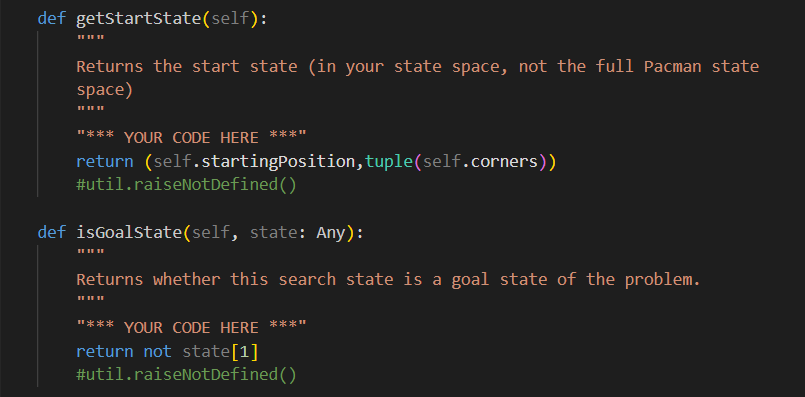 def getStartState(self):
"""
Returns the start state (in your state space, not the full Pacman state
space)
"""
"*** YOUR CODE HERE ***"
return (self.startingPosition,tuple(self.corners))
#util.raiseNotDefined()
def isGoalState(self, state: Any):
"""
Returns whether this search state is a goal state of the problem.
"""
"*** YOUR CODE HERE ***"
return not state[1]
#util.raiseNotDefined()